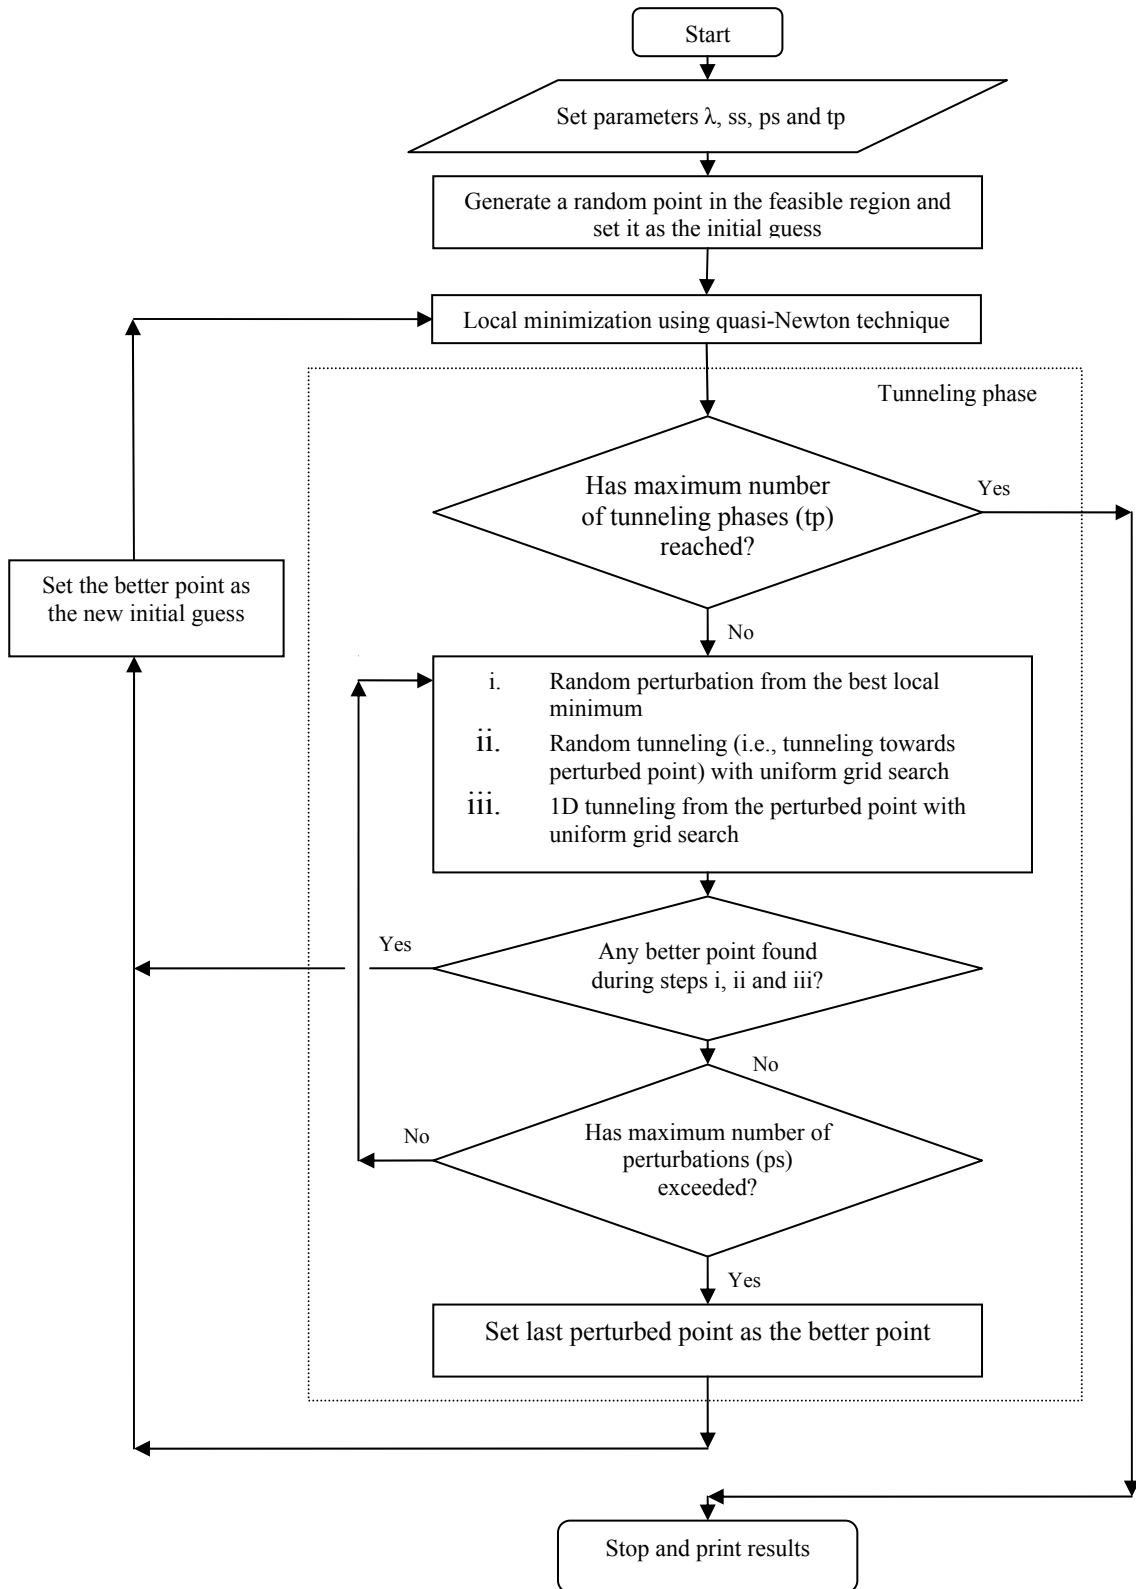 Start
Set parameters λ, ss, ps and tp
Generate a random point in the feasible region and
set it as the initial guess
Local minimization using quasi-Newton technique
Tunneling phase
Has maximum number
of tunneling phases (tp)
reached?
Yes
Set the better point as
the new initial guess
No
i. Random perturbation from the best local
minimum
ii. Random tunneling (i.e., tunneling towards
perturbed point) with uniform grid search
iii. 1D tunneling from the perturbed point with
uniform grid search
Yes
Any better point found
during steps i, ii and iii?
No
No
Has maximum number of
perturbations (ps)
exceeded?
Yes
Set last perturbed point as the better point
Stop and print results